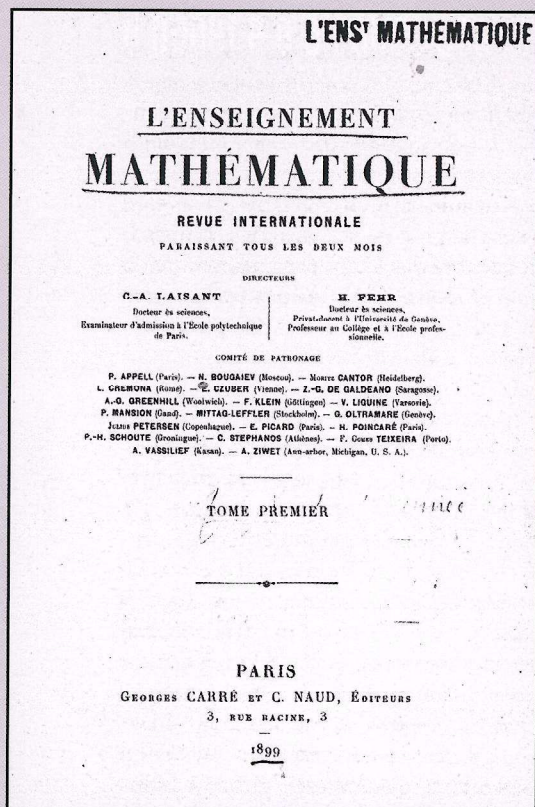 L'ENSᵀ MATHÉMATIQUE
L'ENSEIGNEMENT
MATHÉMATIQUE
REVUE INTERNATIONALE
PARAISSANT TOUS LES DEUX MOIS
DIRECTEURS
C.-A. LAISANT
Docteur ès sciences,
Examinateur d'admission à l'École polytechnique
de Paris.
H. FEHR
Docteur ès sciences,
Privat-docent à l'Université de Genève,
Professeur au Collège et à l'École profes-
sionnelle.
COMITÉ DE PATRONAGE
P. APPELL (Paris). — N. BOUGAIEV (Moscou). — MORITZ CANTOR (Heidelberg).
L. CREMONA (Rome). — E. CZUBER (Vienne). — Z.-G. DE GALDEANO (Saragosse).
A.-G. GREENHILL (Woolwich). — F. KLEIN (Göttingen) — V. LIGUINE (Varsovie).
P. MANSION (Gand). — MITTAG-LEFFLER (Stockholm). — G. OLTRAMARE (Genève).
JULIUS PETERSEN (Copenhague). — E. PICARD (Paris). — H. POINCARÉ (Paris).
P.-H. SCHOUTE (Groningue). — C. STEPHANOS (Athènes). — F. GOMES TEIXEIRA (Porto).
A. VASSILIEF (Kasan). — A. ZIWET (Ann-arbor, Michigan, U. S. A.).
TOME PREMIER
PARIS
GEORGES CARRÉ ET C. NAUD, ÉDITEURS
3, RUE RACINE, 3
1899